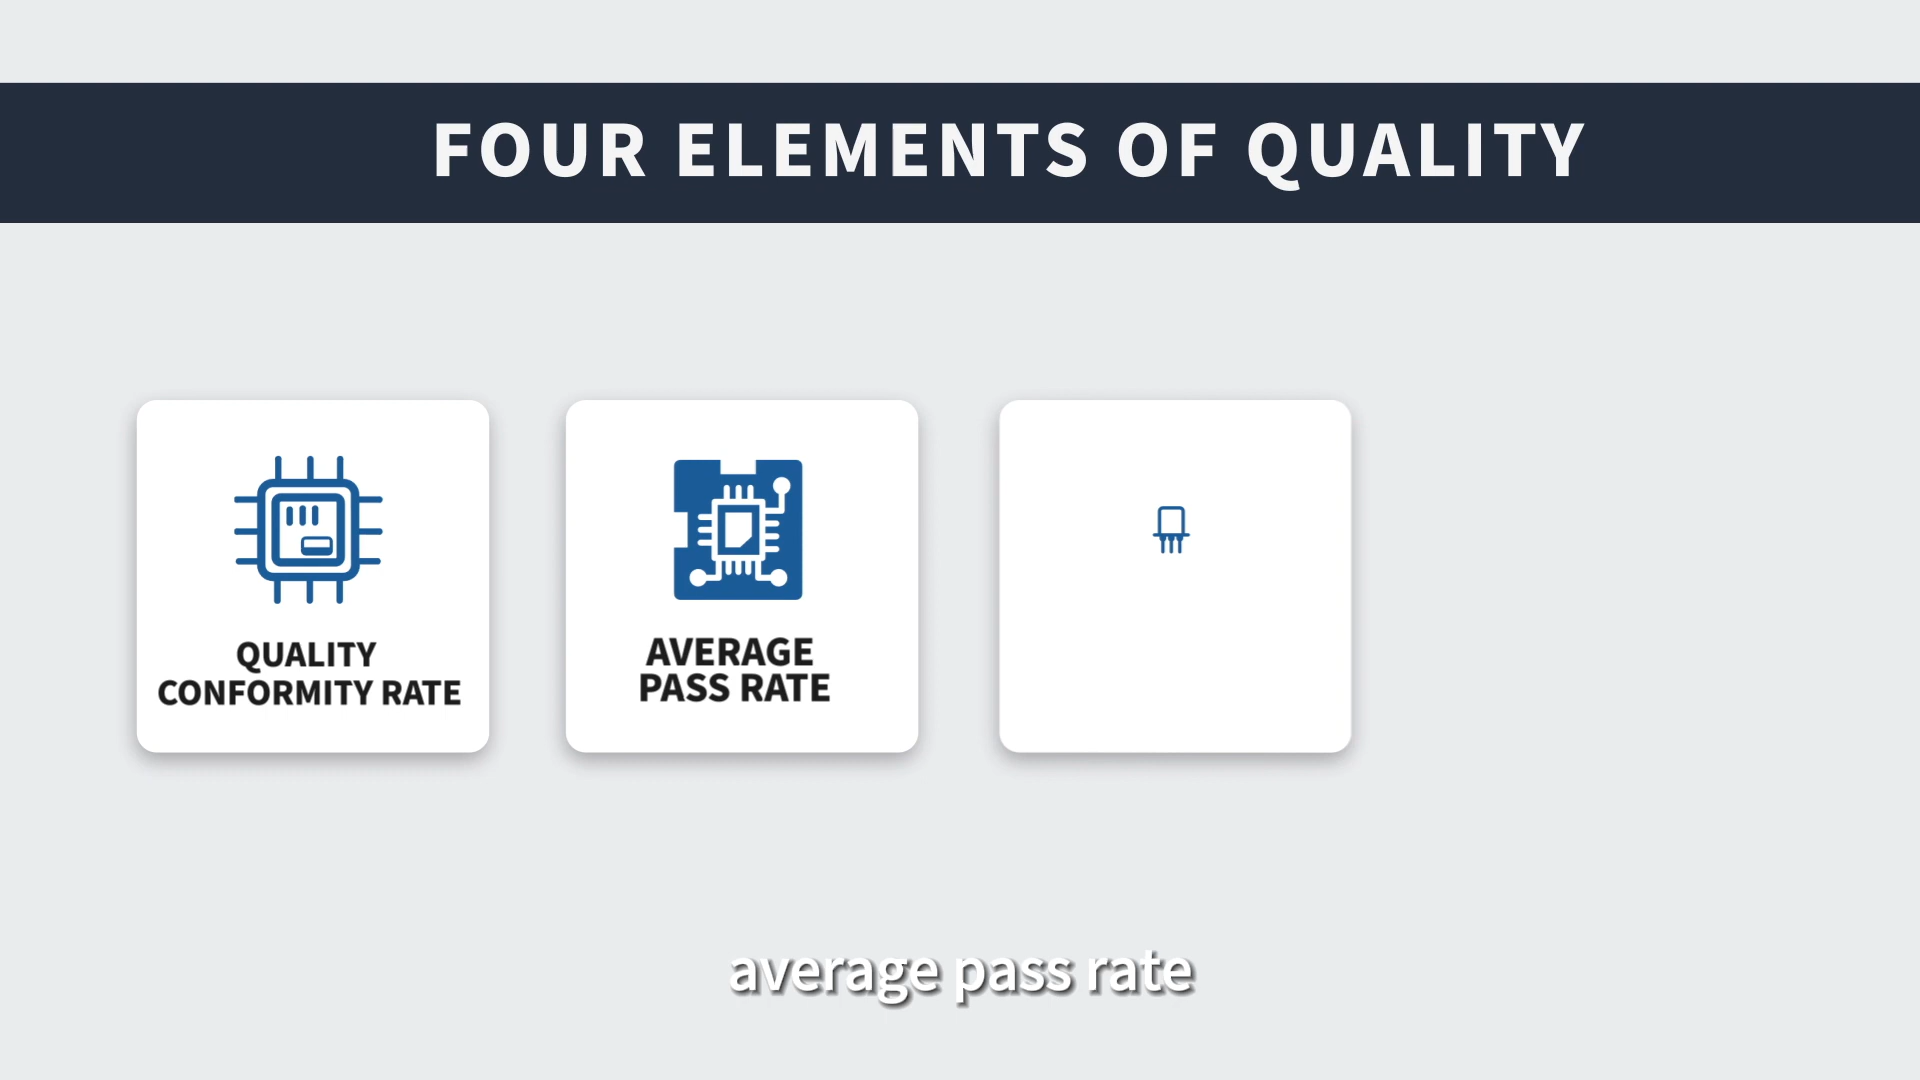 FOUR ELEMENTS OF QUALITY
QUALITY
CONFORMITY RATE
AVERAGE
PASS RATE
average pass rate